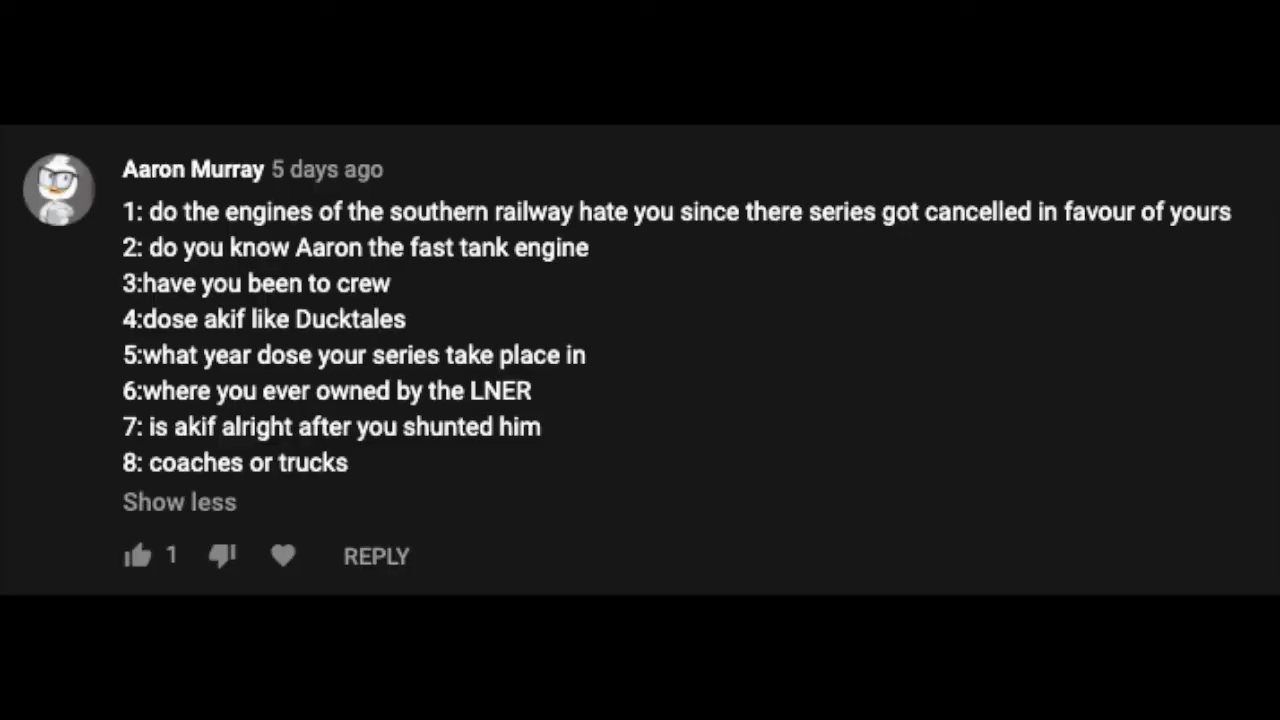 Aaron Murray 5 days ago
1: do the engines of the southern railway hate you since there series got cancelled in favour of yours
2: do you know Aaron the fast tank engine
3:have you been to crew
4:dose akif like Ducktales
5:what year dose your series take place in
6:where you ever owned by the LNER
7: is akif alright after you shunted him
8: coaches or trucks
Show less
1 REPLY